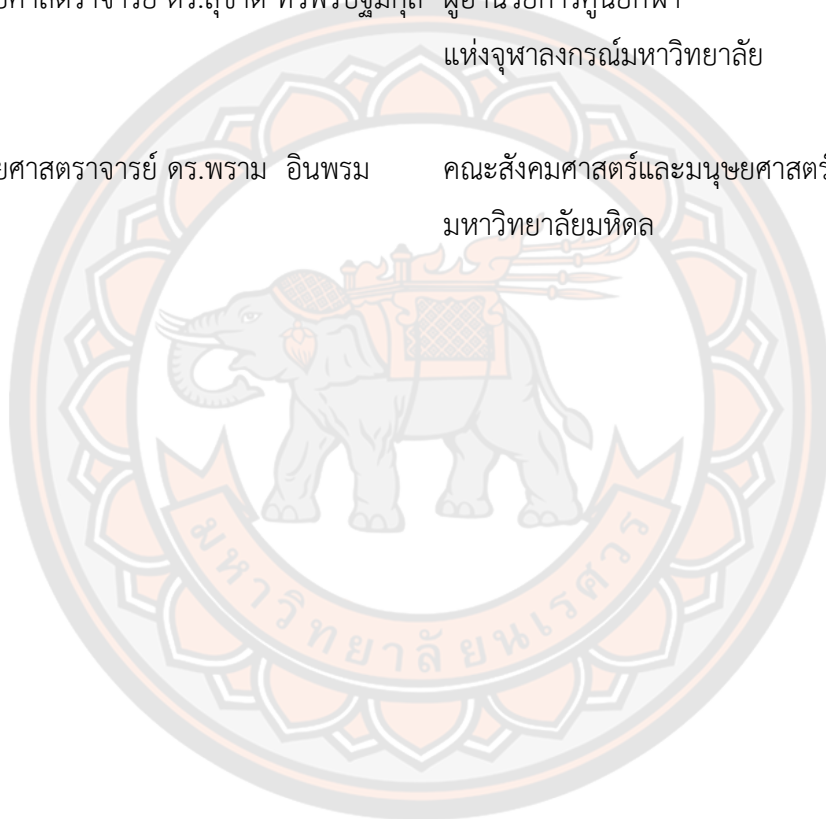 แห่งจุฬาลงกรณ์มหาวิทยาลัย
ศาสตราจารย์ ดร.พราม อินพรม คณะสังคมศาสตร์และมนุษยศาสตร์
มหาวิทยาลัยมหิดล
มหาวิทยาลัยนเรศวร